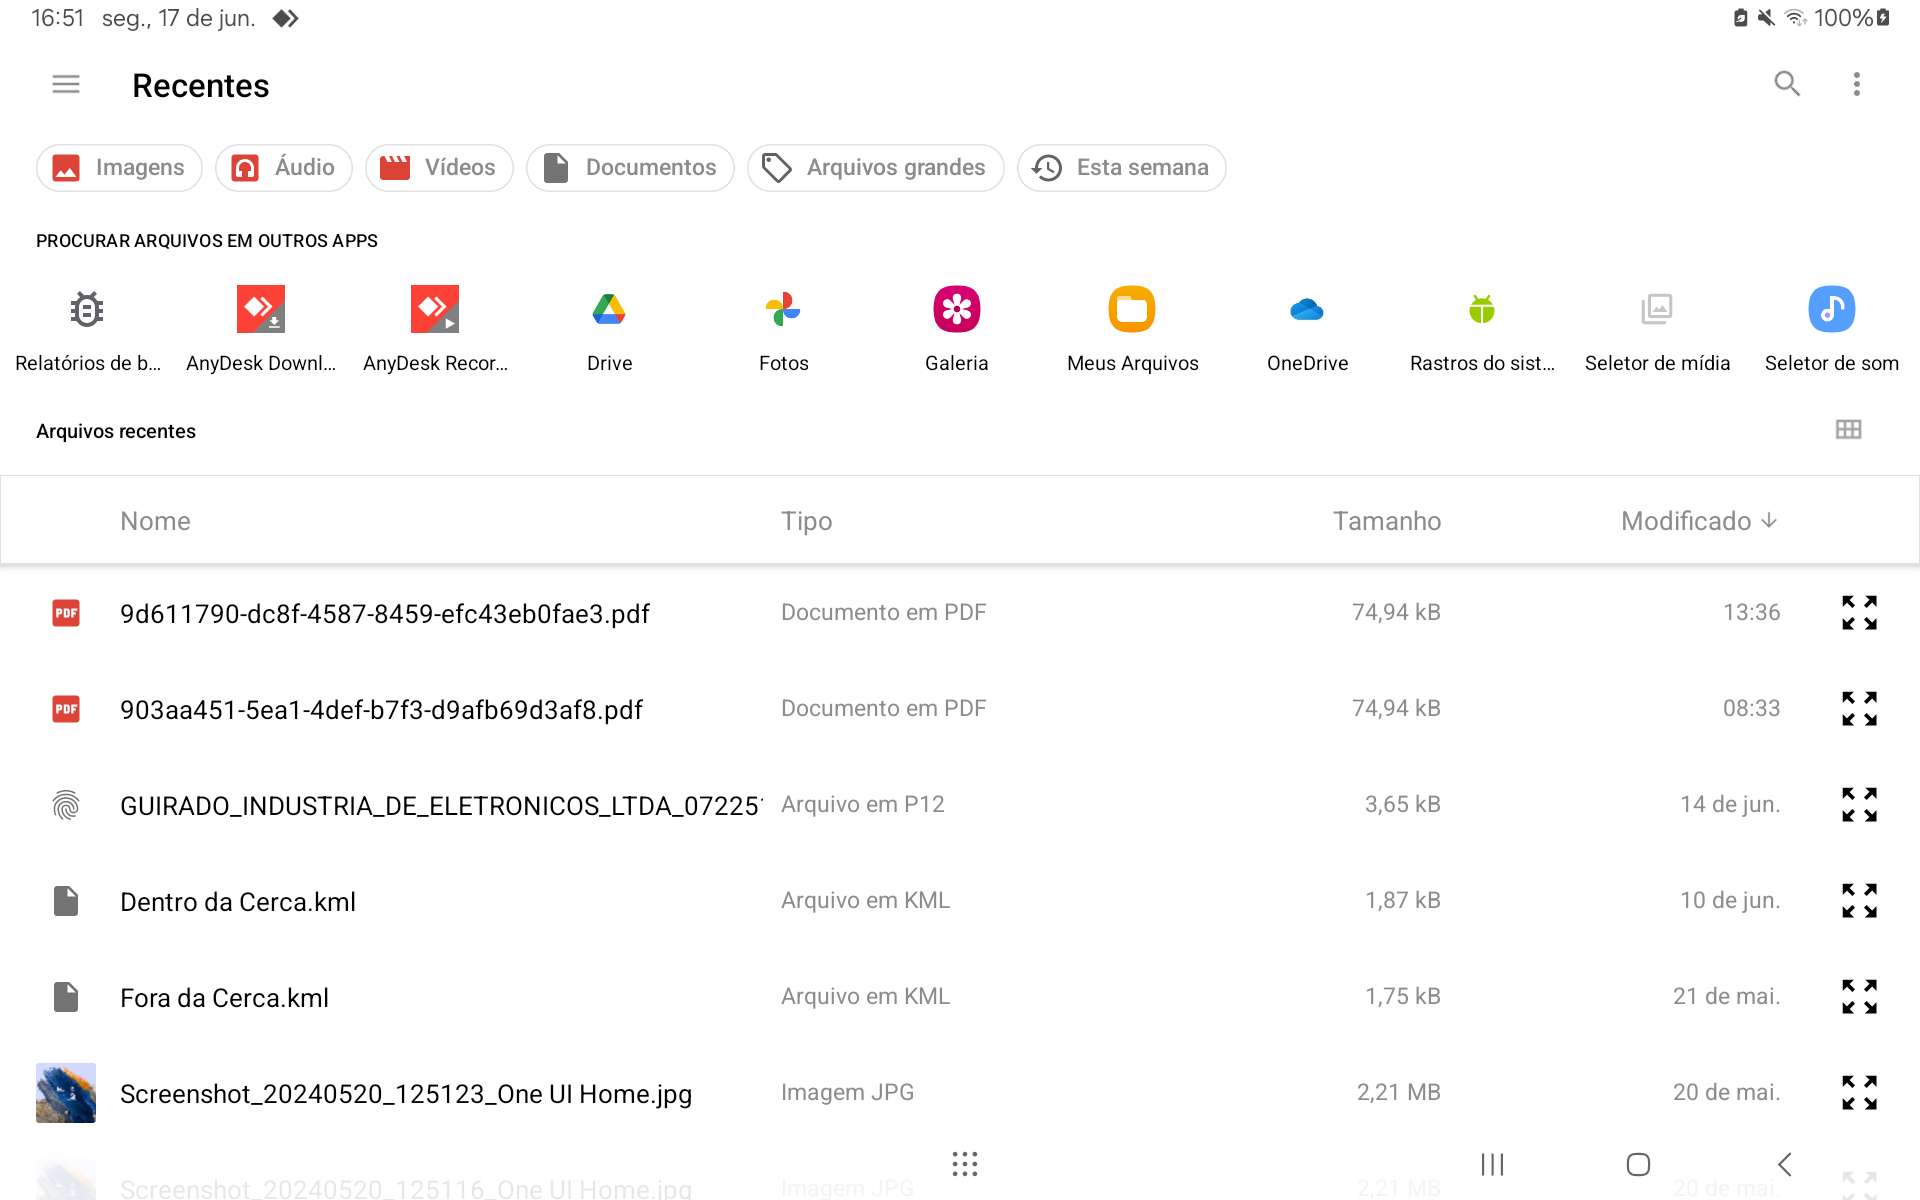 16:51 seg., 17 de jun. 100%
Recentes
Imagens Áudio Vídeos Documentos Arquivos grandes Esta semana
PROCURAR ARQUIVOS EM OUTROS APPS
Relatórios de b... AnyDesk Downl... AnyDesk Recor... Drive Fotos Galeria Meus Arquivos OneDrive Rastros do sist... Seletor de mídia Seletor de som
Arquivos recentes
Nome Tipo Tamanho Modificado
PDF 9d611790-dc8f-4587-8459-efc43eb0fae3.pdf Documento em PDF 74,94 kB 13:36
PDF 903aa451-5ea1-4def-b7f3-d9afb69d3af8.pdf Documento em PDF 74,94 kB 08:33
GUIRADO_INDUSTRIA_DE_ELETRONICOS_LTDA_07225 Arquivo em P12 3,65 kB 14 de jun.
Dentro da Cerca.kml Arquivo em KML 1,87 kB 10 de jun.
Fora da Cerca.kml Arquivo em KML 1,75 kB 21 de mai.
Screenshot_20240520_125123_One UI Home.jpg Imagem JPG 2,21 MB 20 de mai.
Screenshot_20240520_125116_One UI Home.jpg Imagem JPG 2,21 MB 20 de mai.